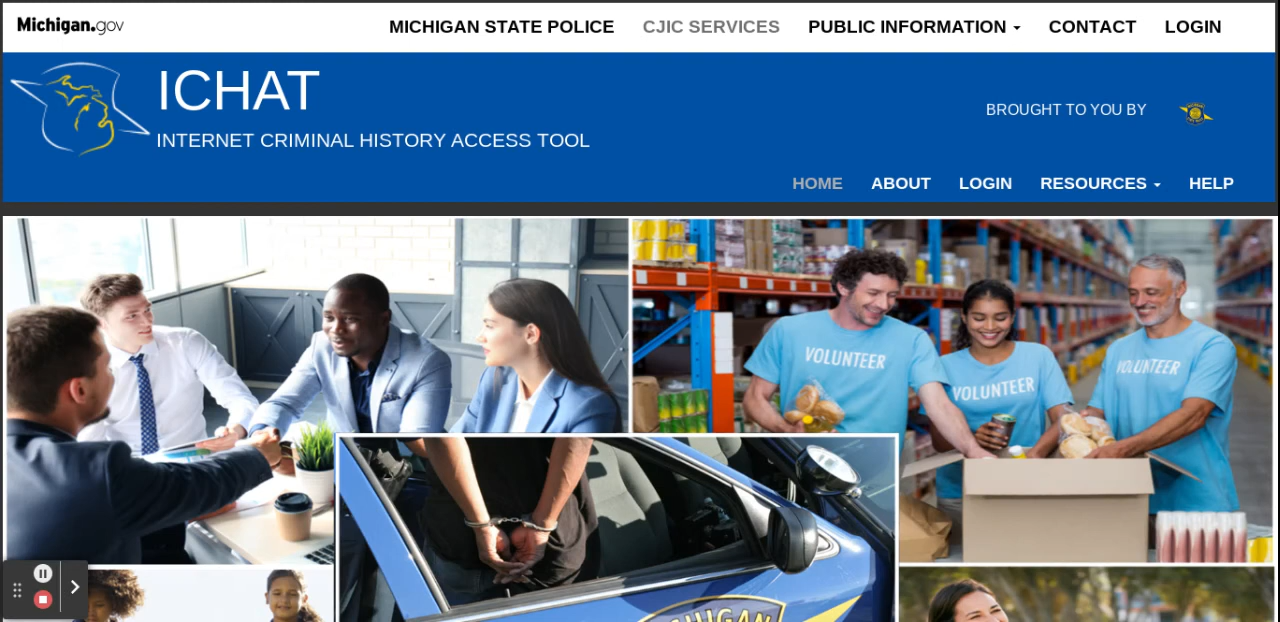 Michigan.gov
MICHIGAN STATE POLICE CJIC SERVICES PUBLIC INFORMATION CONTACT LOGIN
ICHAT
INTERNET CRIMINAL HISTORY ACCESS TOOL
BROUGHT TO YOU BY
HOME ABOUT LOGIN RESOURCES HELP
VOLUNTEER
VOLUNTEER
VOLUNTEER